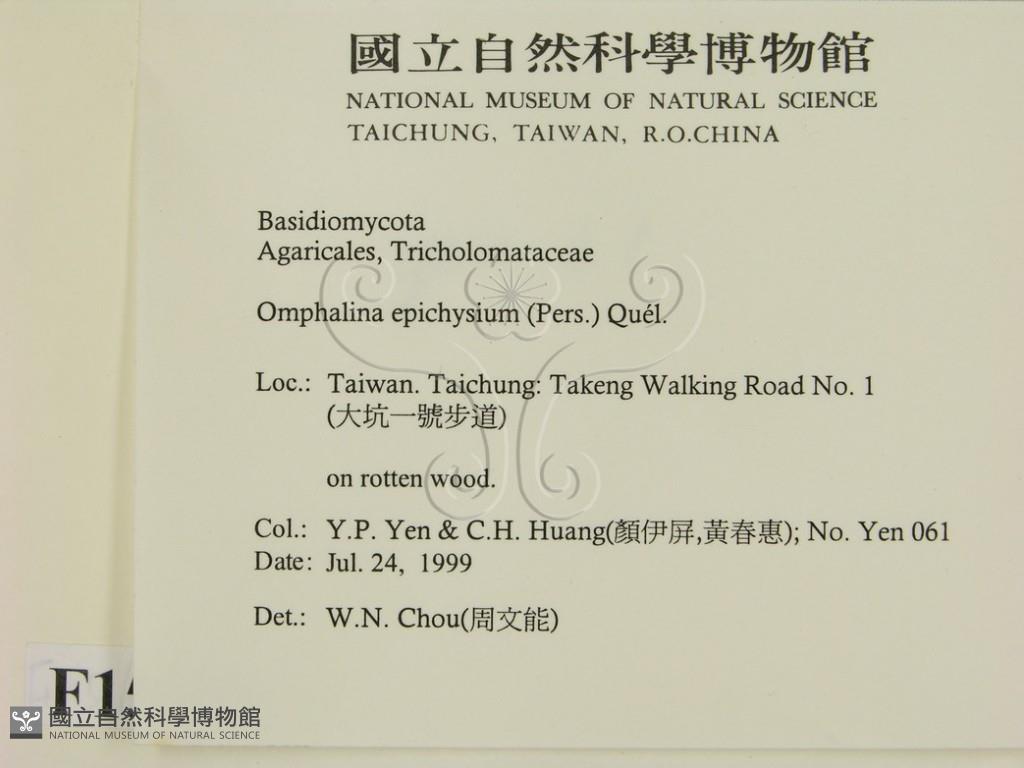 國立自然科學博物館
NATIONAL MUSEUM OF NATURAL SCIENCE
TAICHUNG, TAIWAN, R.O.CHINA
Basidiomycota
Agaricales, Tricholomataceae
Omphalina epichysium (Pers.) Quél.
Loc.: Taiwan. Taichung: Takeng Walking Road No. 1
(大坑一號步道)
on rotten wood.
Col.: Y.P. Yen & C.H. Huang(顏伊屏,黃春惠); No. Yen 061
Date: Jul. 24, 1999
Det.: W.N. Chou(周文能)
國立自然科學博物館
NATIONAL MUSEUM OF NATURAL SCIENCE